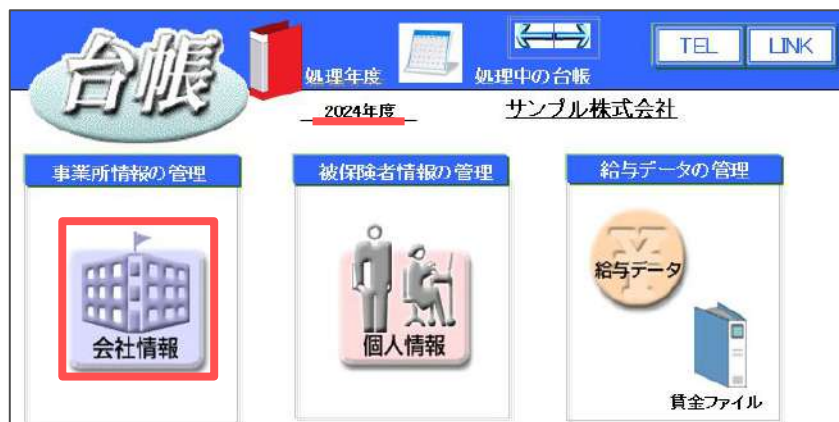 台帳
処理年度
処理中の台帳
TEL
LINK
2024年度
サンプル株式会社
事業所情報の管理
被保険者情報の管理
給与データの管理
会社情報
個人情報
給与データ
賃金ファイル